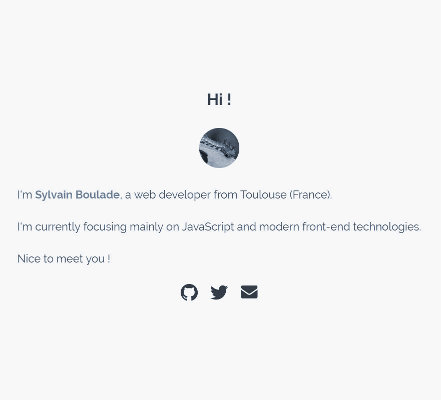 Hi !
I'm Sylvain Boulade, a web developer from Toulouse (France).
I'm currently focusing mainly on JavaScript and modern front-end technologies.
Nice to meet you !